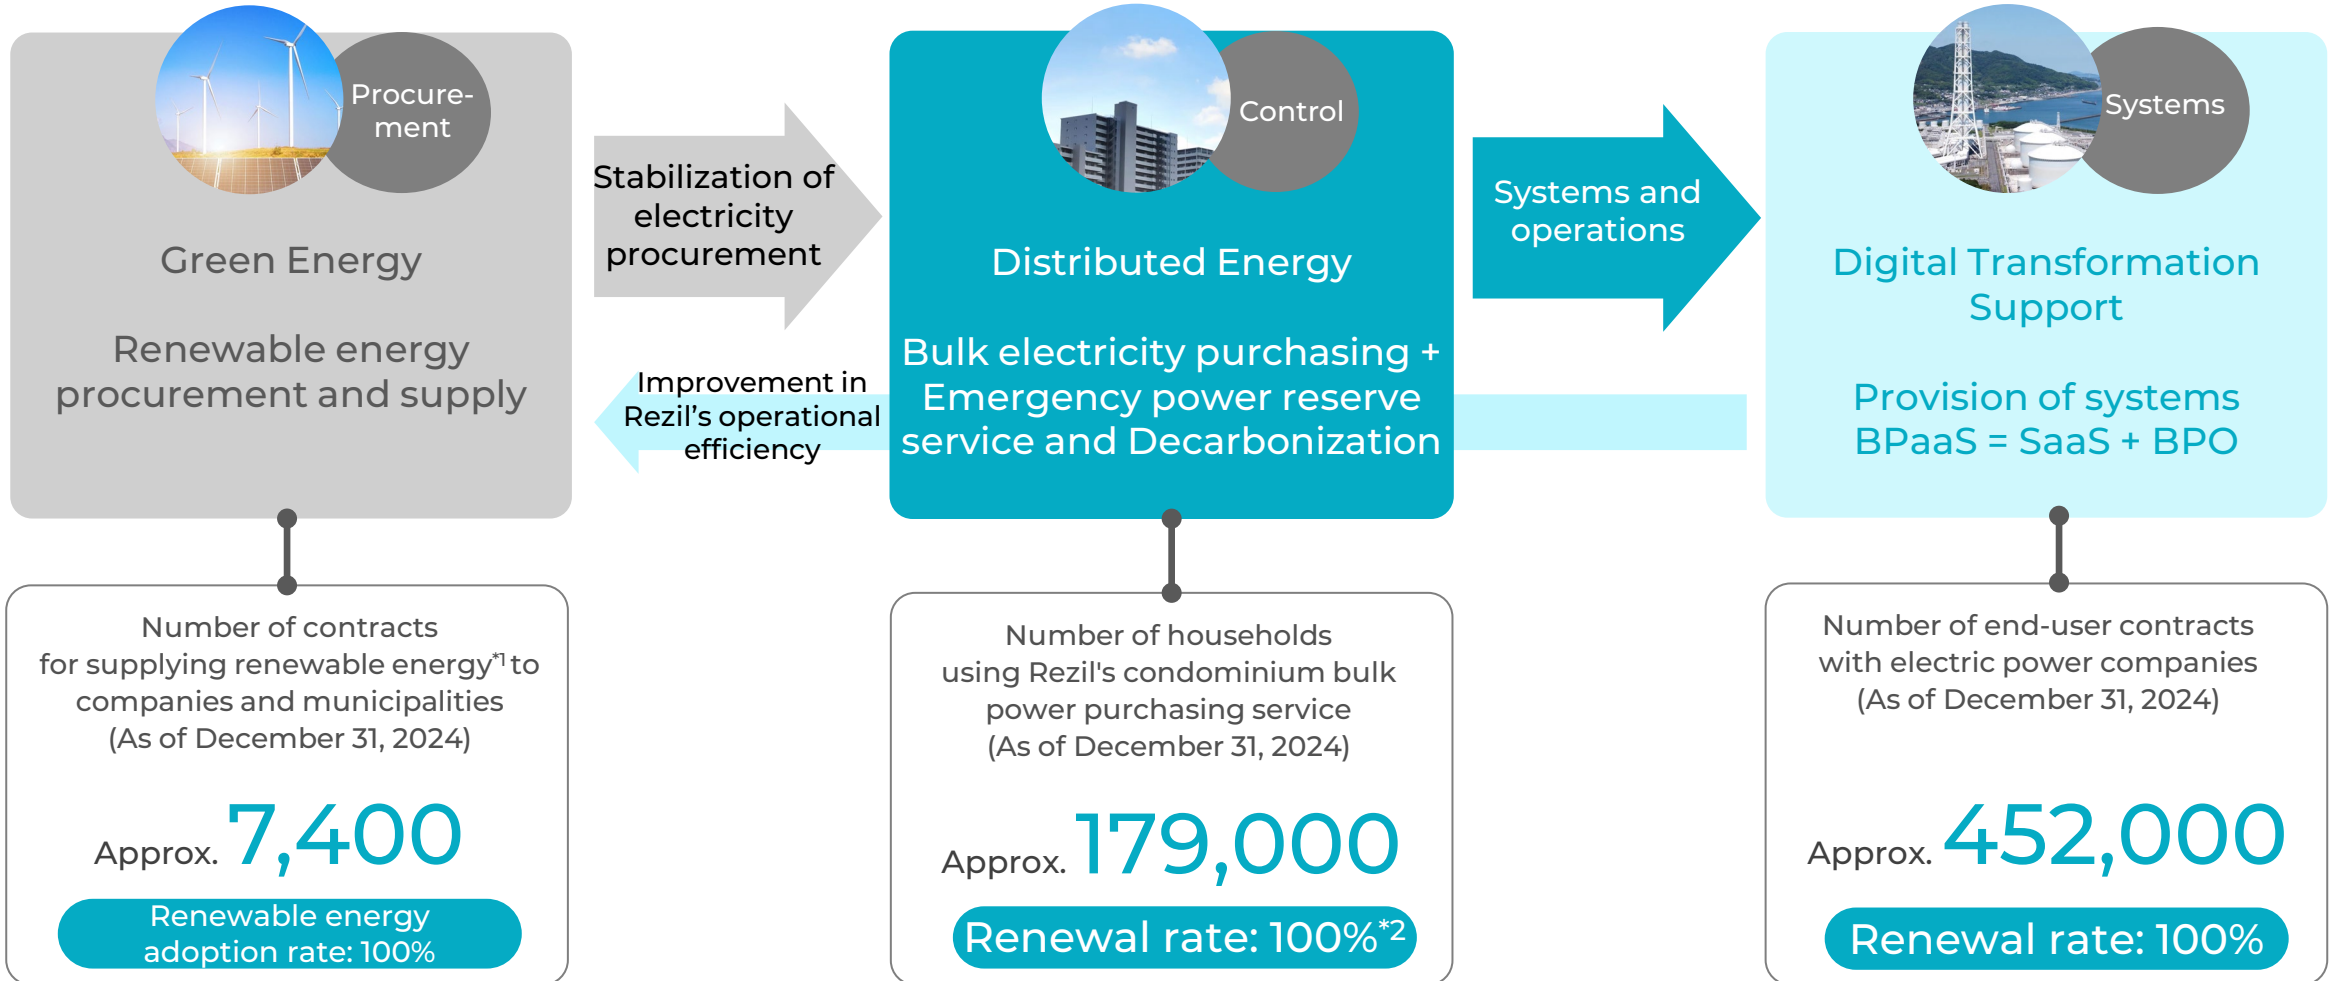 Procure-
ment
Green Energy
Renewable energy
procurement and supply
Stabilization of
electricity
procurement
Improvement in
Rezil’s operational
efficiency
Control
Distributed Energy
Bulk electricity purchasing +
Emergency power reserve
service and Decarbonization
Systems and
operations
Systems
Digital Transformation
Support
Provision of systems
BPaaS = SaaS + BPO
Number of contracts
for supplying renewable energy*1 to
companies and municipalities
(As of December 31, 2024)
Approx. 7,400
Renewable energy
adoption rate: 100%
Number of households
using Rezil's condominium bulk
power purchasing service
(As of December 31, 2024)
Approx. 179,000
Renewal rate: 100%*2
Number of end-user contracts
with electric power companies
(As of December 31, 2024)
Approx. 452,000
Renewal rate: 100%